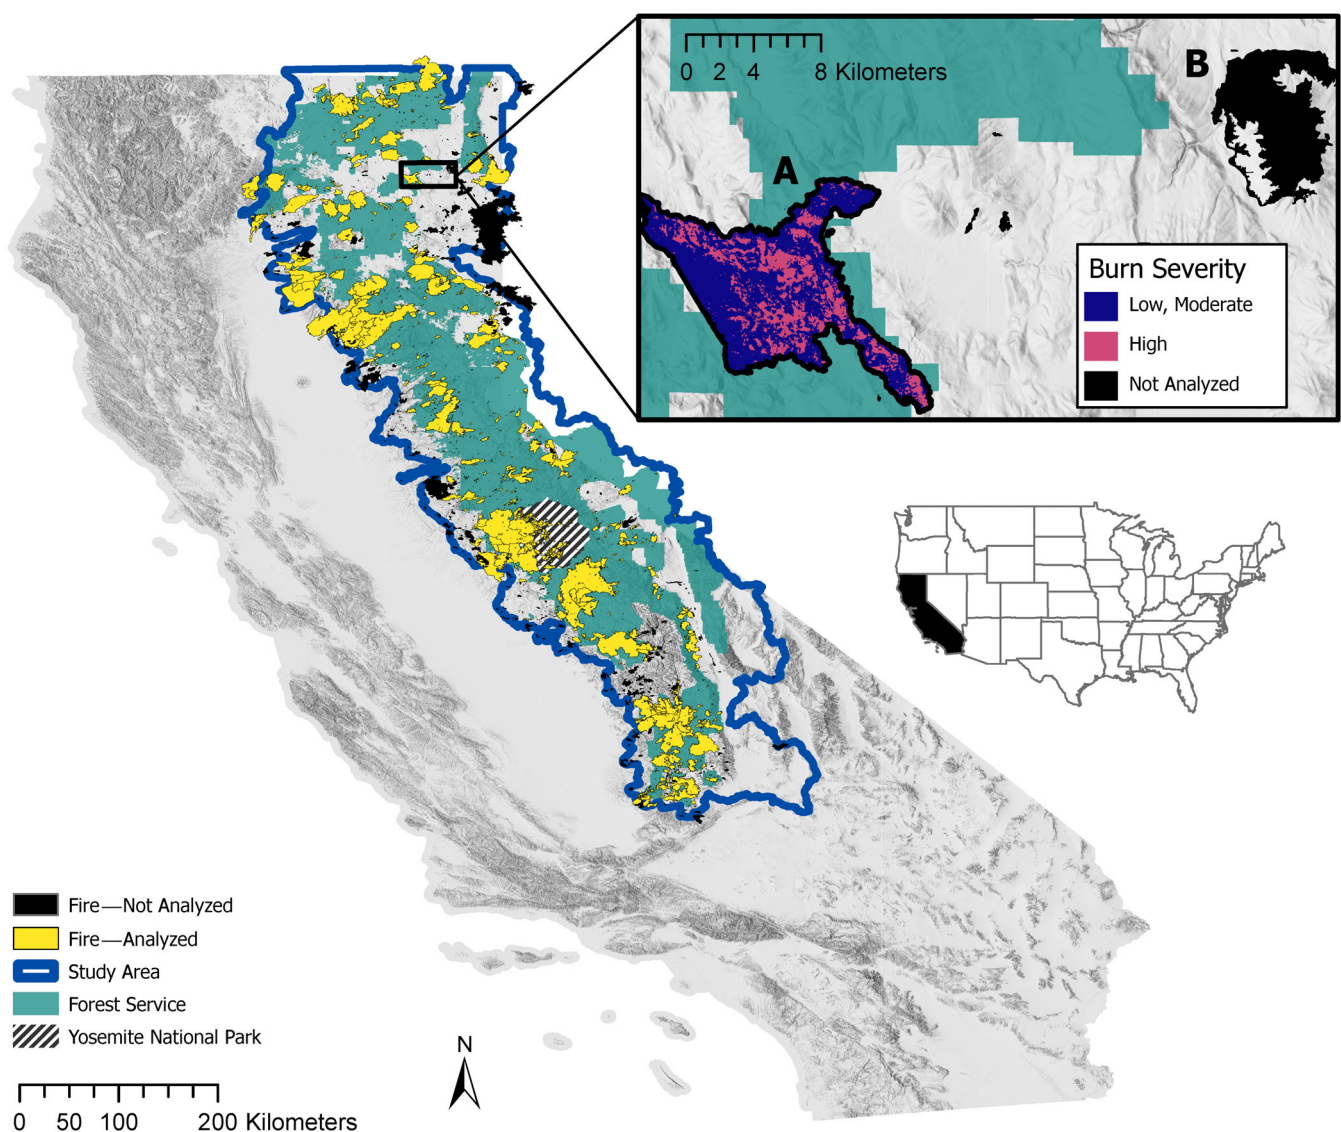 0 2 4 8 Kilometers
B
A
Burn Severity
Low, Moderate
High
Not Analyzed
Fire—Not Analyzed
Fire—Analyzed
Study Area
Forest Service
Yosemite National Park
N
0 50 100 200 Kilometers